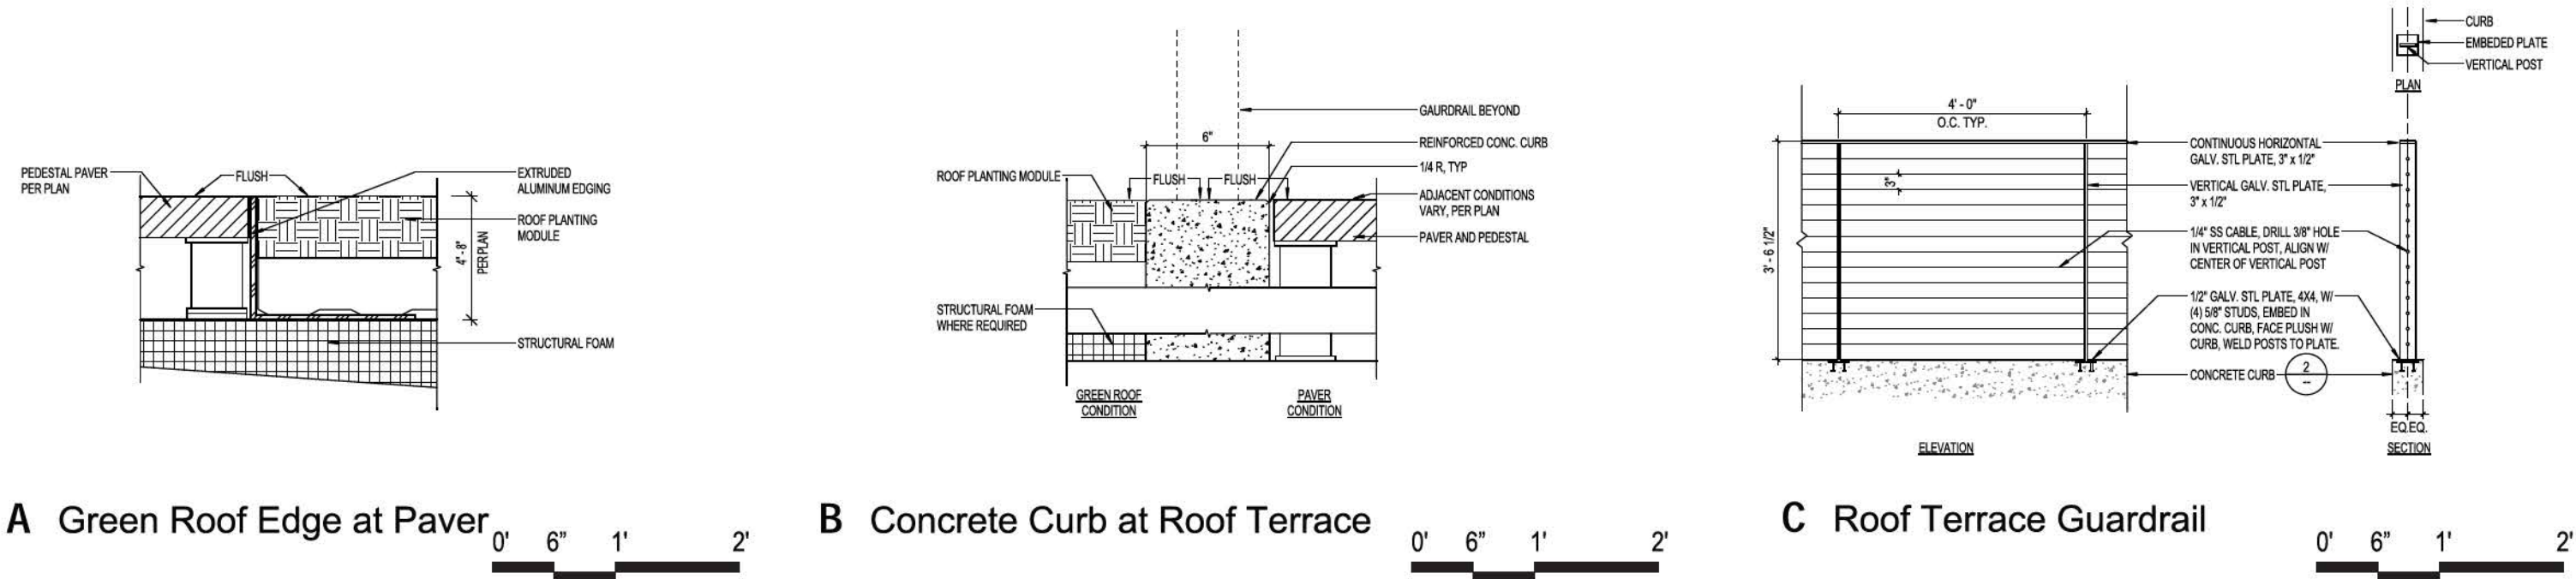 PEDESTAL PAVER
PER PLAN
FLUSH
EXTRUDED
ALUMINUM EDGING
ROOF PLANTING
MODULE
4" - 8"
PER PLAN
STRUCTURAL FOAM
A Green Roof Edge at Paver
0' 6” 1' 2'
GAURDRAIL BEYOND
6"
REINFORCED CONC. CURB
1/4 R, TYP
ROOF PLANTING MODULE
FLUSH FLUSH
ADJACENT CONDITIONS
VARY, PER PLAN
PAVER AND PEDESTAL
STRUCTURAL FOAM
WHERE REQUIRED
GREEN ROOF
CONDITION
PAVER
CONDITION
B Concrete Curb at Roof Terrace
0' 6” 1' 2'
CURB
EMBEDED PLATE
VERTICAL POST
PLAN
4' - 0"
O.C. TYP.
3"
3' - 6 1/2"
CONTINUOUS HORIZONTAL
GALV. STL PLATE, 3" x 1/2"
VERTICAL GALV. STL PLATE,
3" x 1/2"
1/4" SS CABLE, DRILL 3/8" HOLE
IN VERTICAL POST, ALIGN W/
CENTER OF VERTICAL POST
1/2" GALV. STL PLATE, 4X4, W/
(4) 5/8" STUDS, EMBED IN
CONC. CURB, FACE PLUSH W/
CURB, WELD POSTS TO PLATE.
CONCRETE CURB
2
--
EQ. EQ.
ELEVATION
SECTION
C Roof Terrace Guardrail
0' 6” 1' 2'